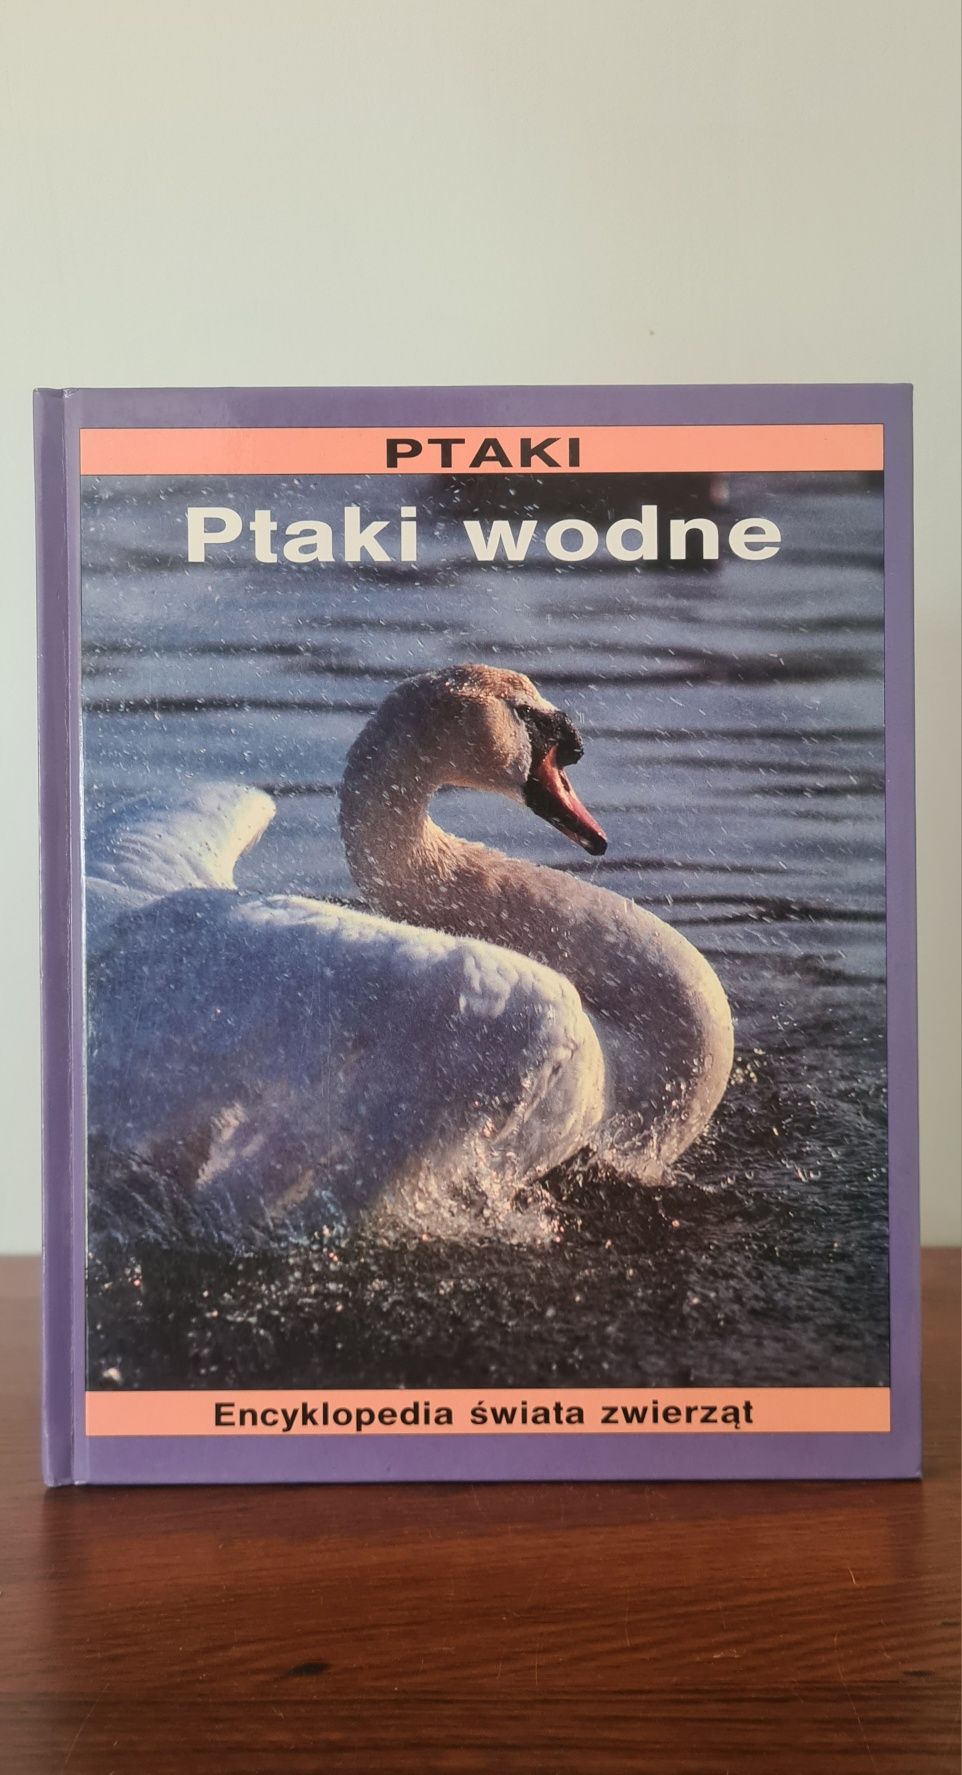 PTAKI
Ptaki wodne
Encyklopedia świata zwierząt